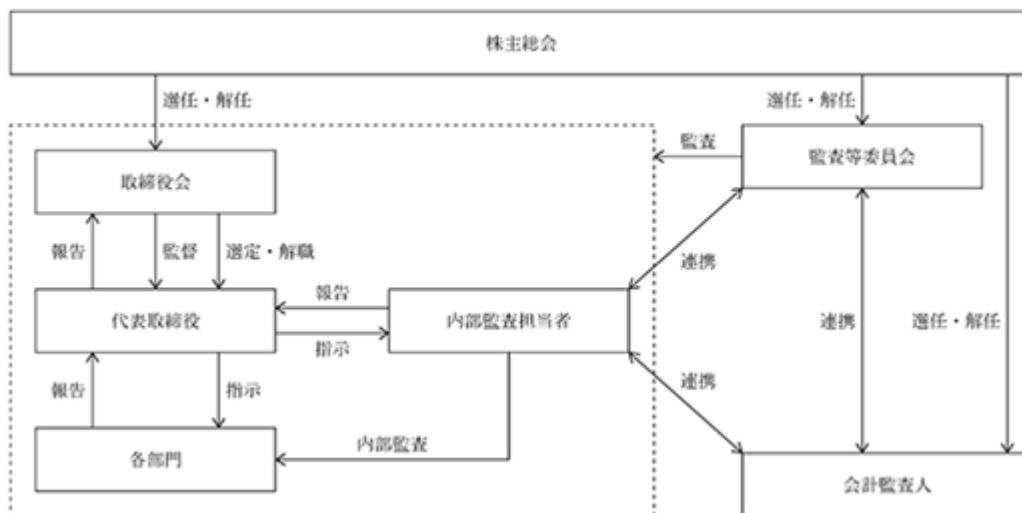 株主総会
選任・解任
選任・解任
監査
監査等委員会
取締役会
報告
監督
選定・解職
連携
報告
代表取締役
内部監査担当者
指示
連携
選任・解任
報告
指示
連携
内部監査
各部門
会計監査人